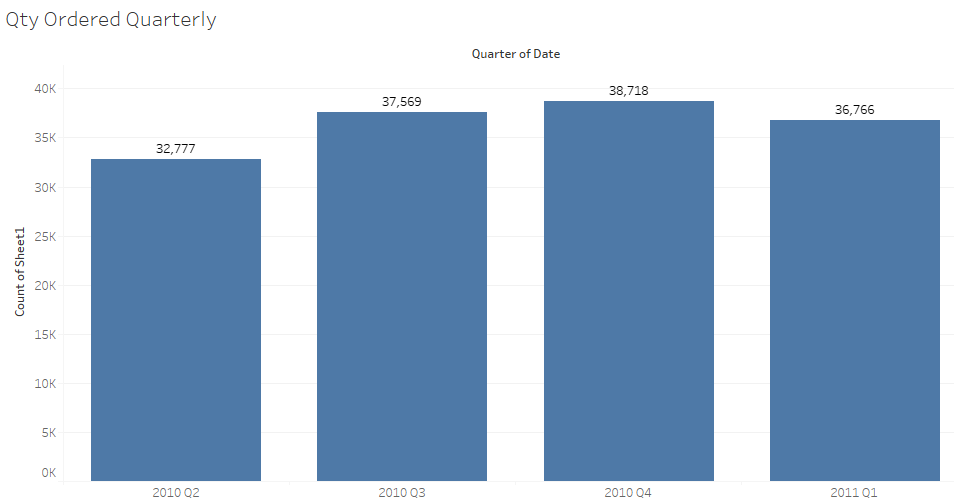 Qty Ordered Quarterly
Quarter of Date
40K
35K
30K
25K
20K
15K
10K
5K
0K
Count of Sheet1
32,777
37,569
38,718
36,766
2010 Q2
2010 Q3
2010 Q4
2011 Q1